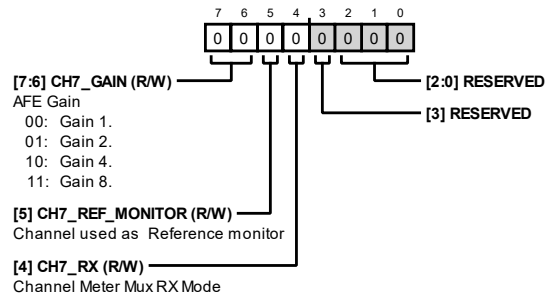 7 6 5 4 3 2 1 0
0 0 0 0 0 0 0 0
[7:6] CH7_GAIN (R/W)
AFE Gain
00: Gain 1.
01: Gain 2.
10: Gain 4.
11: Gain 8.
[5] CH7_REF_MONITOR (R/W)
Channel used as Reference monitor
[4] CH7_RX (R/W)
Channel Meter Mux RX Mode
[2:0] RESERVED
[3] RESERVED